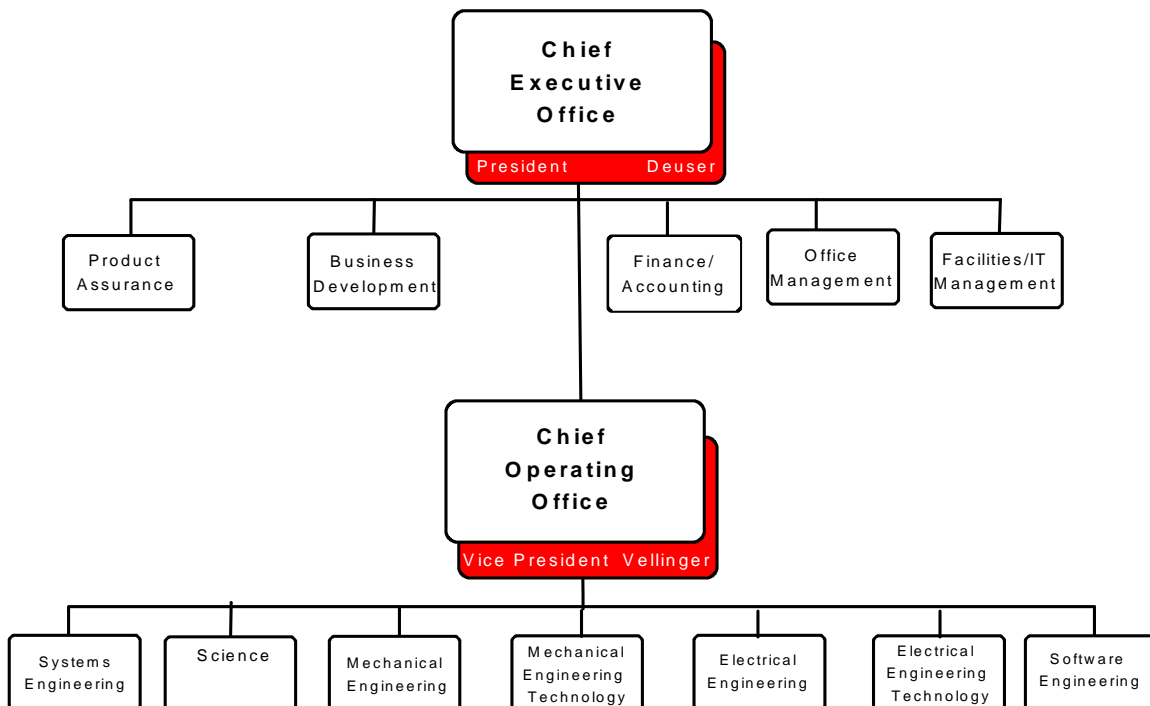 Chief
Executive
Office
President Deuser
Product
Assurance
Business
Development
Finance/
Accounting
Office
Management
Facilities/IT
Management
Chief
Operating
Office
Vice President Vellinger
Systems
Engineering
Science
Mechanical
Engineering
Mechanical
Engineering
Technology
Electrical
Engineering
Electrical
Engineering
Technology
Software
Engineering